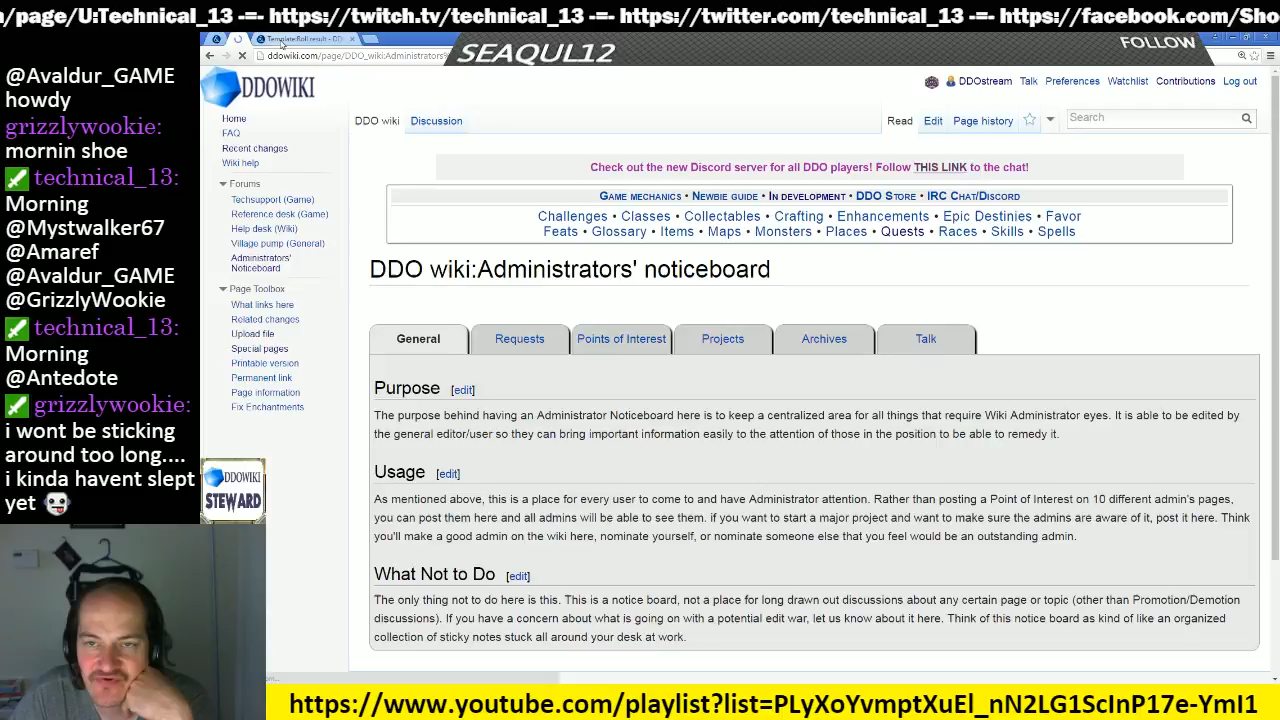 n/page/U:Technical_13 -=- https://twitch.tv/technical_13 -=- https://twitter.com/technical_13 -=- https://facebook.com/Sho
Template:Roll result - DD
ddowiki.com/page/DDO_wiki:Administrators'
SEAQUL12
FOLLOW
@Avaldur_GAME
howdy
grizzlywookie:
mornin shoe
technical_13:
Morning
@Mystwalker67
@Amaref
@Avaldur_GAME
@GrizzlyWookie
technical_13:
Morning
@Antedote
grizzlywookie:
i wont be sticking
around too long....
i kinda havent slept
yet
DDOWIKI
Home
FAQ
Recent changes
Wiki help
Forums
Techsupport (Game)
Reference desk (Game)
Help desk (Wiki)
Village pump (General)
Administrators'
Noticeboard
Page Toolbox
What links here
Related changes
Upload file
Special pages
Printable version
Permanent link
Page information
Fix Enchantments
DDOWIKI
STEWARD
DDOstream Talk Preferences Watchlist Contributions Log out
DDO wiki Discussion Read Edit Page history Search
Check out the new Discord server for all DDO players! Follow THIS LINK to the chat!
Game mechanics • Newbie guide • In development • DDO Store • IRC Chat/Discord
Challenges • Classes • Collectables • Crafting • Enhancements • Epic Destinies • Favor
Feats • Glossary • Items • Maps • Monsters • Places • Quests • Races • Skills • Spells
DDO wiki:Administrators' noticeboard
General Requests Points of Interest Projects Archives Talk
Purpose [edit]
The purpose behind having an Administrator Noticeboard here is to keep a centralized area for all things that require Wiki Administrator eyes. It is able to be edited by
the general editor/user so they can bring important information easily to the attention of those in the position to be able to remedy it.
Usage [edit]
As mentioned above, this is a place for every user to come to and have Administrator attention. Rather than posting a Point of Interest on 10 different admin's pages,
you can post them here and all admins will be able to see them. if you want to start a major project and want to make sure the admins are aware of it, post it here. Think
you'll make a good admin on the wiki here, nominate yourself, or nominate someone else that you feel would be an outstanding admin.
What Not to Do [edit]
The only thing not to do here is this. This is a notice board, not a place for long drawn out discussions about any certain page or topic (other than Promotion/Demotion
discussions). If you have a concern about what is going on with a potential edit war, let us know about it here. Think of this notice board as kind of like an organized
collection of sticky notes stuck all around your desk at work.
https://www.youtube.com/playlist?list=PLyXoYvmptXuEl_nN2LG1ScInP17e-YmI1